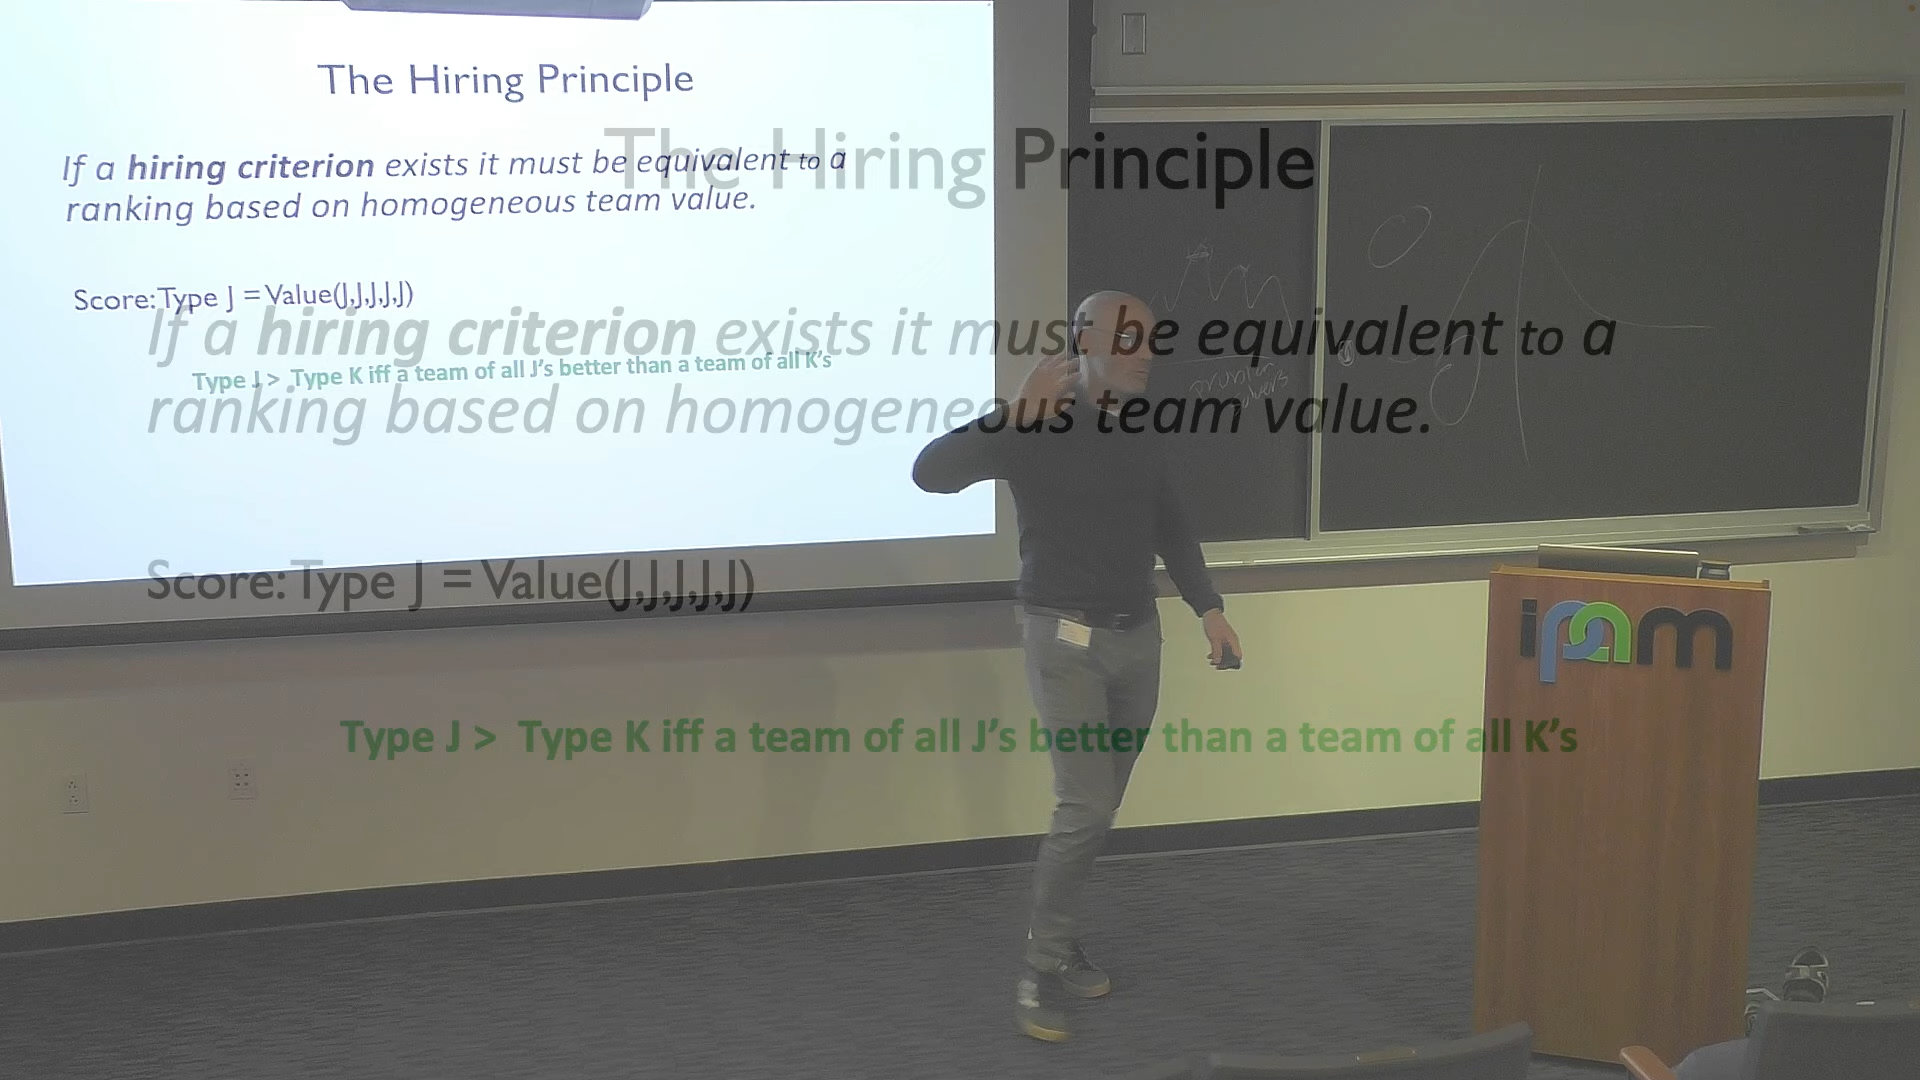 The Hiring Principle
If a hiring criterion exists it must be equivalent to a
ranking based on homogeneous team value.
Score: Type J = Value(J,J,J,J,J)
Type J > Type K iff a team of all J's better than a team of all K's
The Hiring Principle
If a hiring criterion exists it must be equivalent to a
ranking based on homogeneous team value.
Score: Type J = Value(J,J,J,J,J)
Type J > Type K iff a team of all J's better than a team of all K's
problem
solvers
ipam